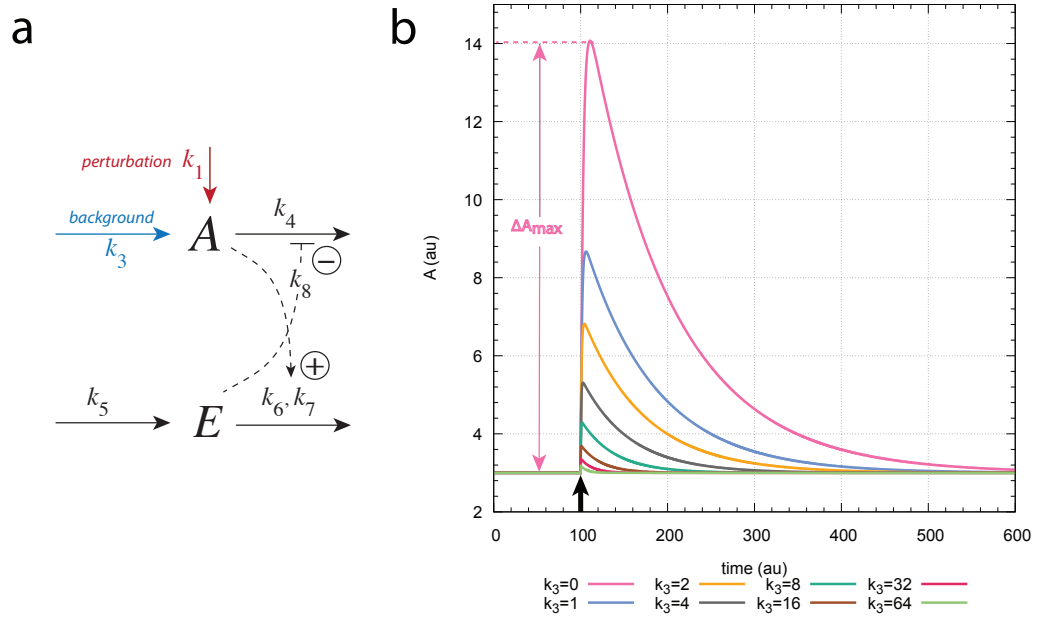 a
perturbation k1
background
k3
A
k4
−
k8
+
k5
E
k6, k7
b
14
12
10
8
6
4
2
A (au)
ΔAmax
0 100 200 300 400 500 600
time (au)
k3=0 k3=2 k3=8 k3=32
k3=1 k3=4 k3=16 k3=64